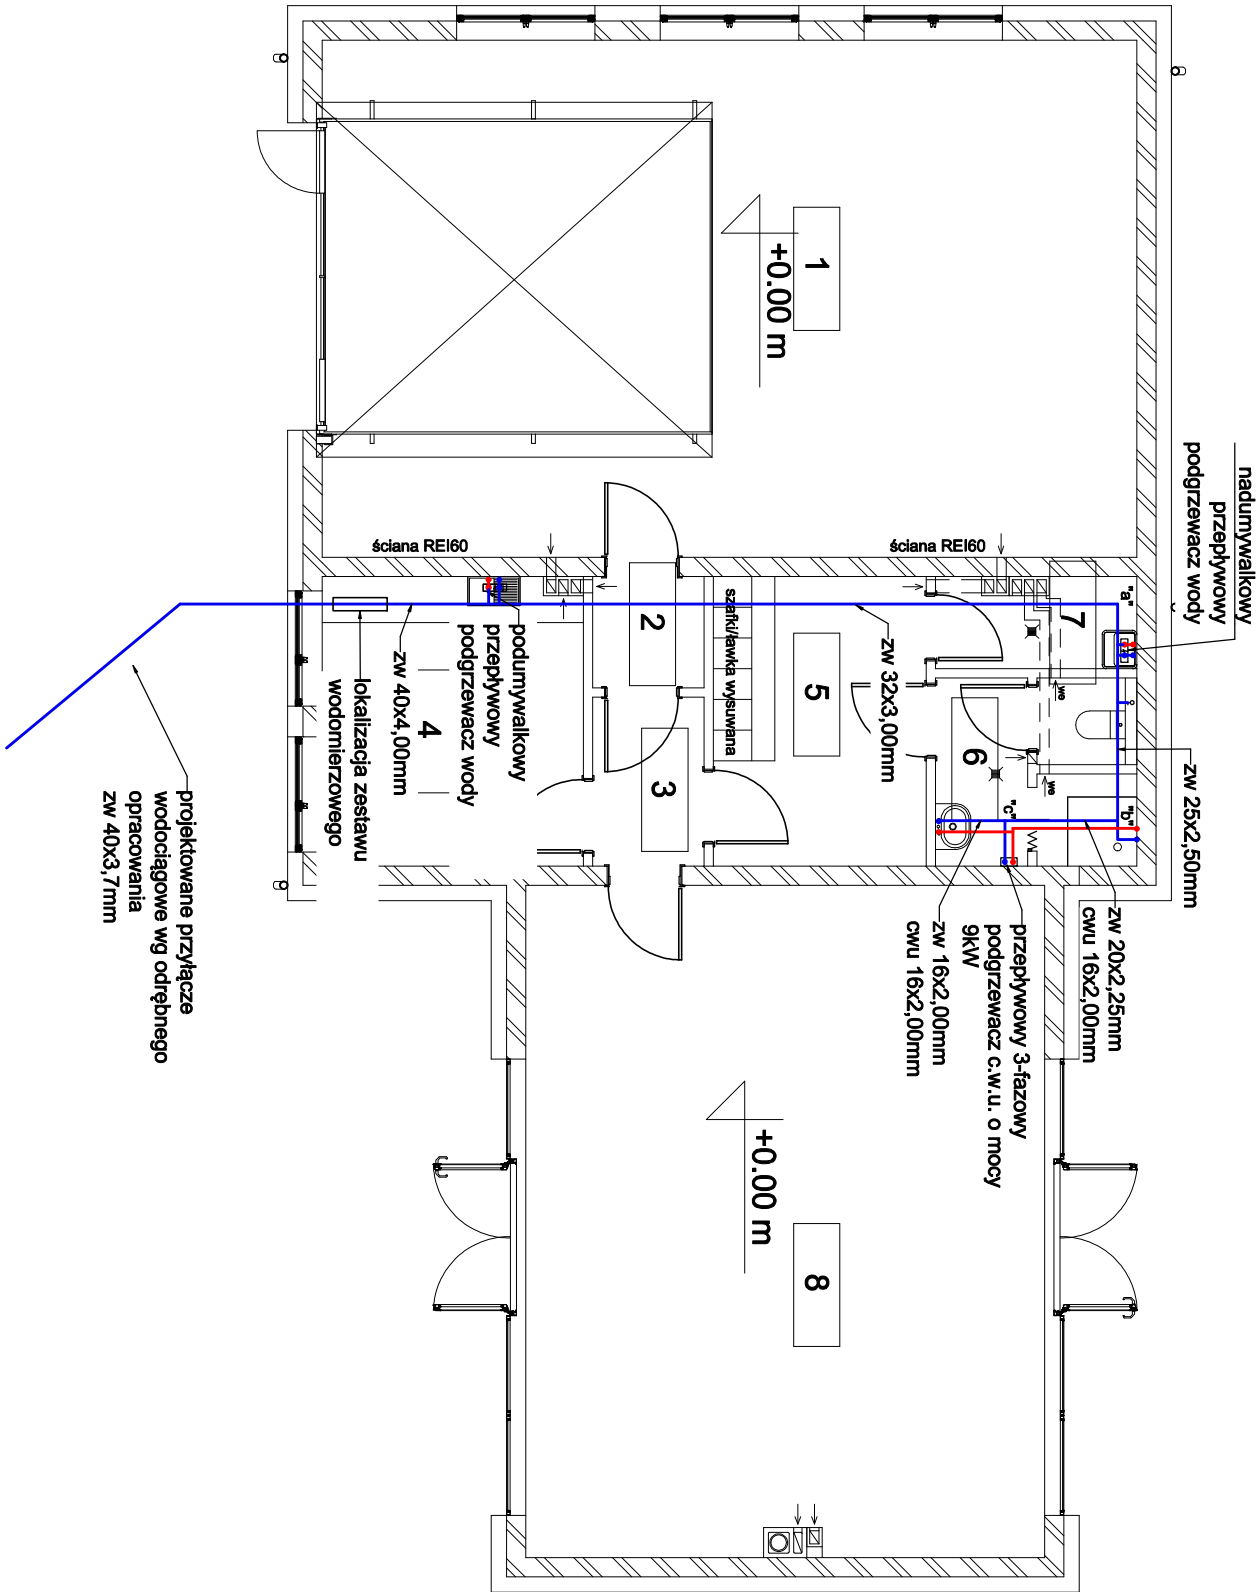 nadumywalkowy
przepływowy
podgrzewacz wody
zw 25x2,50mm
"a"
"b"
"c"
7
we
we
6
zw 20x2,25mm
cwu 16x2,00mm
przepływowy 3-fazowy
podgrzewacz c.w.u. o mocy
9kW
zw 16x2,00mm
cwu 16x2,00mm
ściana REI60
zw 32x3,00mm
1
+0.00 m
5
szafki/ławka wysuwana
8
+0.00 m
2
3
podumywalkowy
przepływowy
podgrzewacz wody
4
zw 40x4,00mm
ściana REI60
lokalizacja zestawu
wodomierzowego
projektowane przyłącze
wodociągowe wg odrębnego
opracowania
zw 40x3,7mm